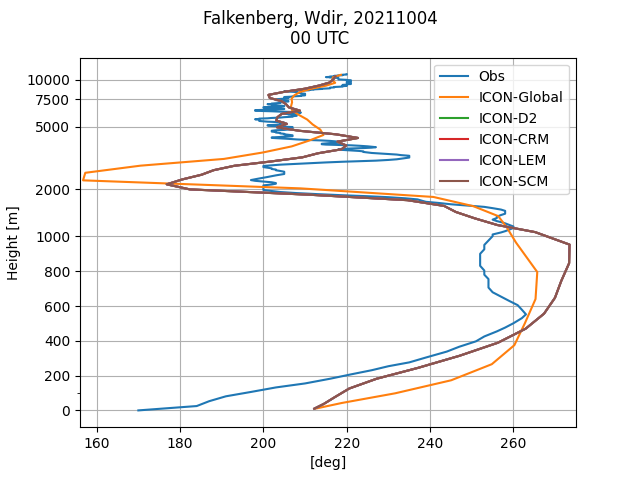 Falkenberg, Wdir, 20211004
00 UTC
10000
7500
5000
2000
1000
800
600
400
200
0
Height [m]
Obs
ICON-Global
ICON-D2
ICON-CRM
ICON-LEM
ICON-SCM
160 180 200 220 240 260
[deg]